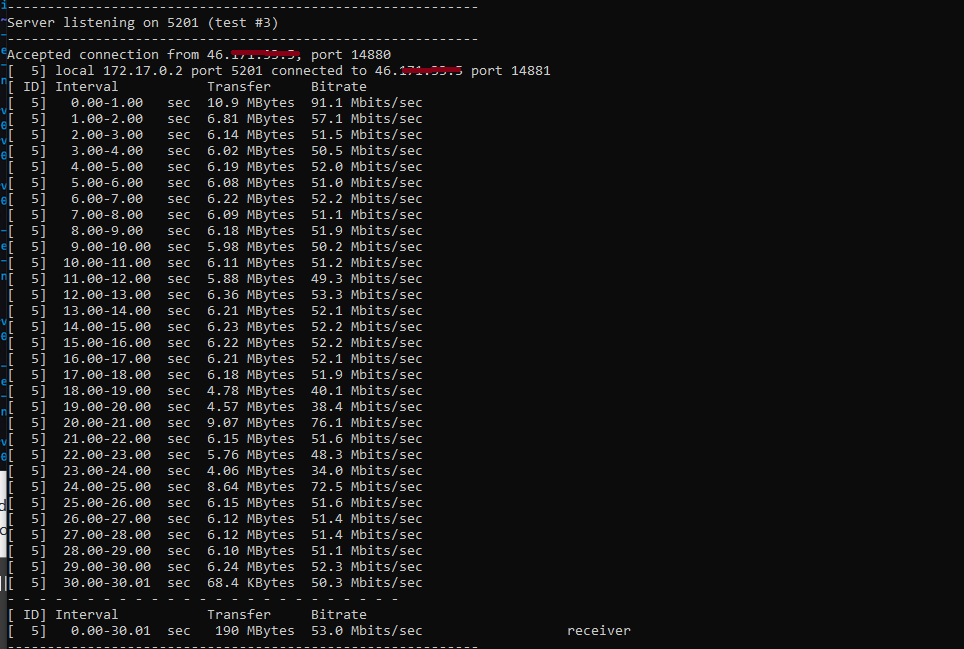 -----------------------------------------------------------
Server listening on 5201 (test #3)
-----------------------------------------------------------
Accepted connection from 46. port 14880
[  5] local 172.17.0.2 port 5201 connected to 46. port 14881
[ ID] Interval           Transfer     Bitrate
[  5]   0.00-1.00   sec  10.9 MBytes  91.1 Mbits/sec
[  5]   1.00-2.00   sec  6.81 MBytes  57.1 Mbits/sec
[  5]   2.00-3.00   sec  6.14 MBytes  51.5 Mbits/sec
[  5]   3.00-4.00   sec  6.02 MBytes  50.5 Mbits/sec
[  5]   4.00-5.00   sec  6.19 MBytes  52.0 Mbits/sec
[  5]   5.00-6.00   sec  6.08 MBytes  51.0 Mbits/sec
[  5]   6.00-7.00   sec  6.22 MBytes  52.2 Mbits/sec
[  5]   7.00-8.00   sec  6.09 MBytes  51.1 Mbits/sec
[  5]   8.00-9.00   sec  6.18 MBytes  51.9 Mbits/sec
[  5]   9.00-10.00  sec  5.98 MBytes  50.2 Mbits/sec
[  5]  10.00-11.00  sec  6.11 MBytes  51.2 Mbits/sec
[  5]  11.00-12.00  sec  5.88 MBytes  49.3 Mbits/sec
[  5]  12.00-13.00  sec  6.36 MBytes  53.3 Mbits/sec
[  5]  13.00-14.00  sec  6.21 MBytes  52.1 Mbits/sec
[  5]  14.00-15.00  sec  6.23 MBytes  52.2 Mbits/sec
[  5]  15.00-16.00  sec  6.22 MBytes  52.2 Mbits/sec
[  5]  16.00-17.00  sec  6.21 MBytes  52.1 Mbits/sec
[  5]  17.00-18.00  sec  6.18 MBytes  51.9 Mbits/sec
[  5]  18.00-19.00  sec  4.78 MBytes  40.1 Mbits/sec
[  5]  19.00-20.00  sec  4.57 MBytes  38.4 Mbits/sec
[  5]  20.00-21.00  sec  9.07 MBytes  76.1 Mbits/sec
[  5]  21.00-22.00  sec  6.15 MBytes  51.6 Mbits/sec
[  5]  22.00-23.00  sec  5.76 MBytes  48.3 Mbits/sec
[  5]  23.00-24.00  sec  4.06 MBytes  34.0 Mbits/sec
[  5]  24.00-25.00  sec  8.64 MBytes  72.5 Mbits/sec
[  5]  25.00-26.00  sec  6.15 MBytes  51.6 Mbits/sec
[  5]  26.00-27.00  sec  6.12 MBytes  51.4 Mbits/sec
[  5]  27.00-28.00  sec  6.12 MBytes  51.4 Mbits/sec
[  5]  28.00-29.00  sec  6.10 MBytes  51.1 Mbits/sec
[  5]  29.00-30.00  sec  6.24 MBytes  52.3 Mbits/sec
[  5]  30.00-30.01  sec  68.4 KBytes  50.3 Mbits/sec
- - - - - - - - - - - - - - - - - - - - - - - - -
[ ID] Interval           Transfer     Bitrate
[  5]   0.00-30.01  sec   190 MBytes  53.0 Mbits/sec                  receiver
-----------------------------------------------------------